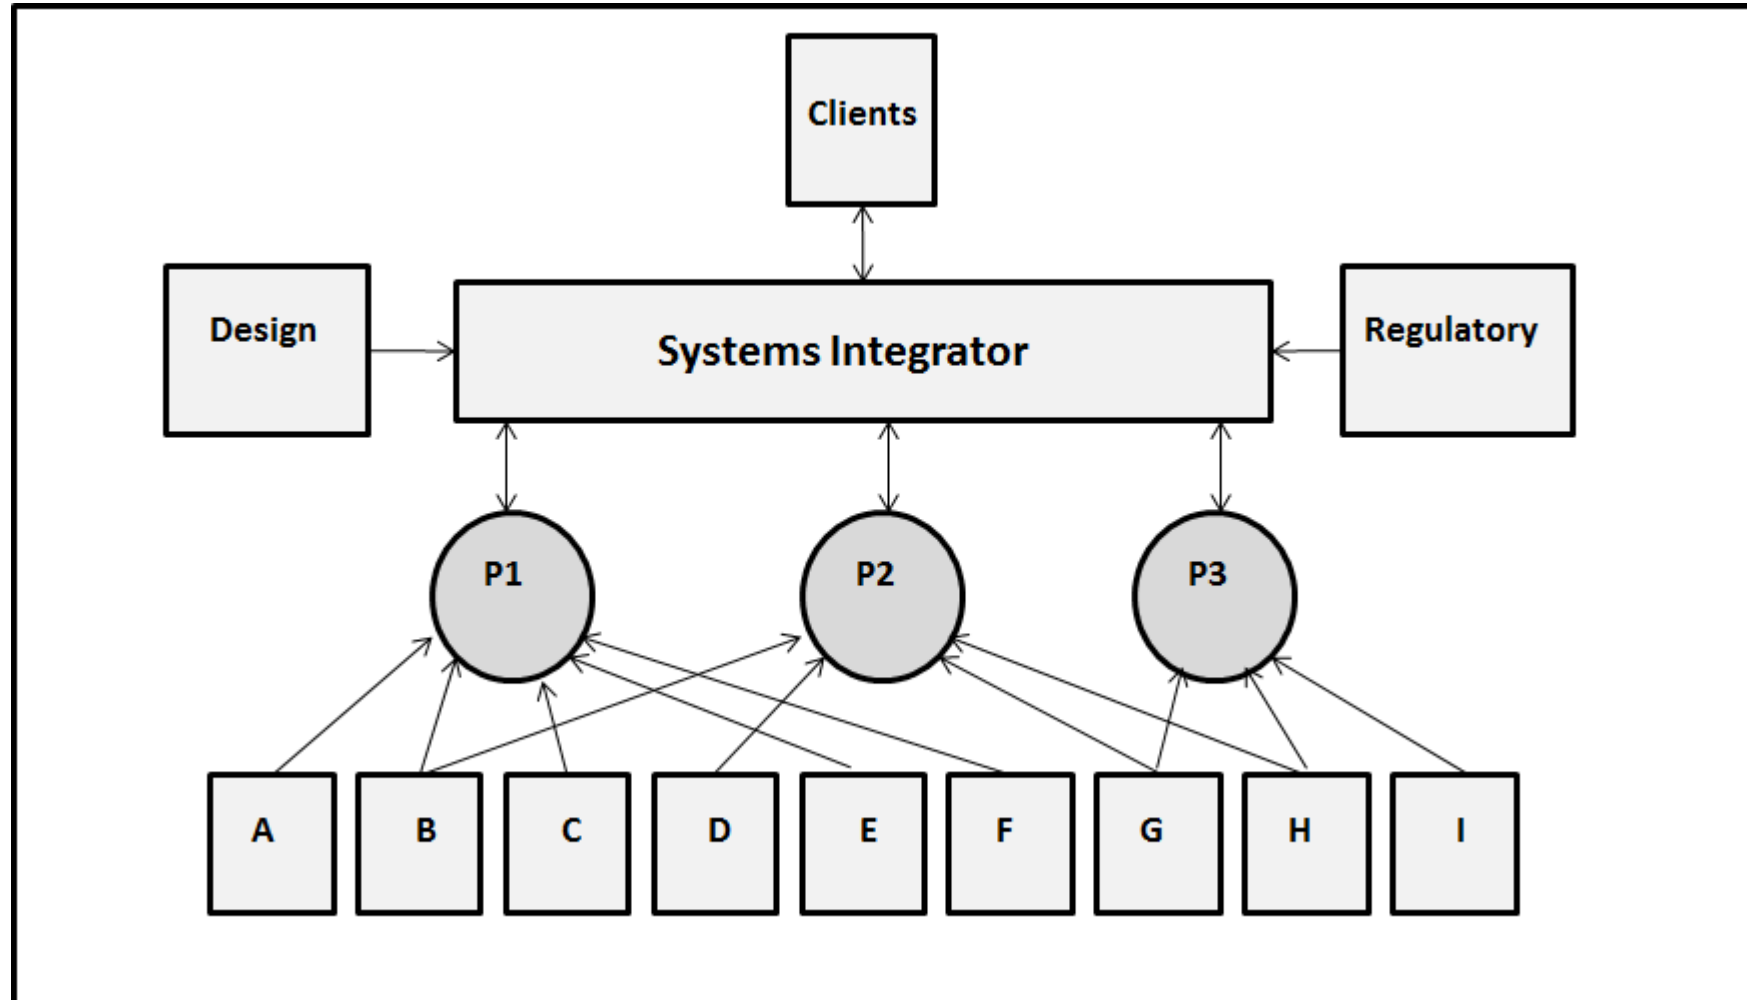 Clients
Design
Systems Integrator
Regulatory
P1
P2
P3
A
B
C
D
E
F
G
H
I